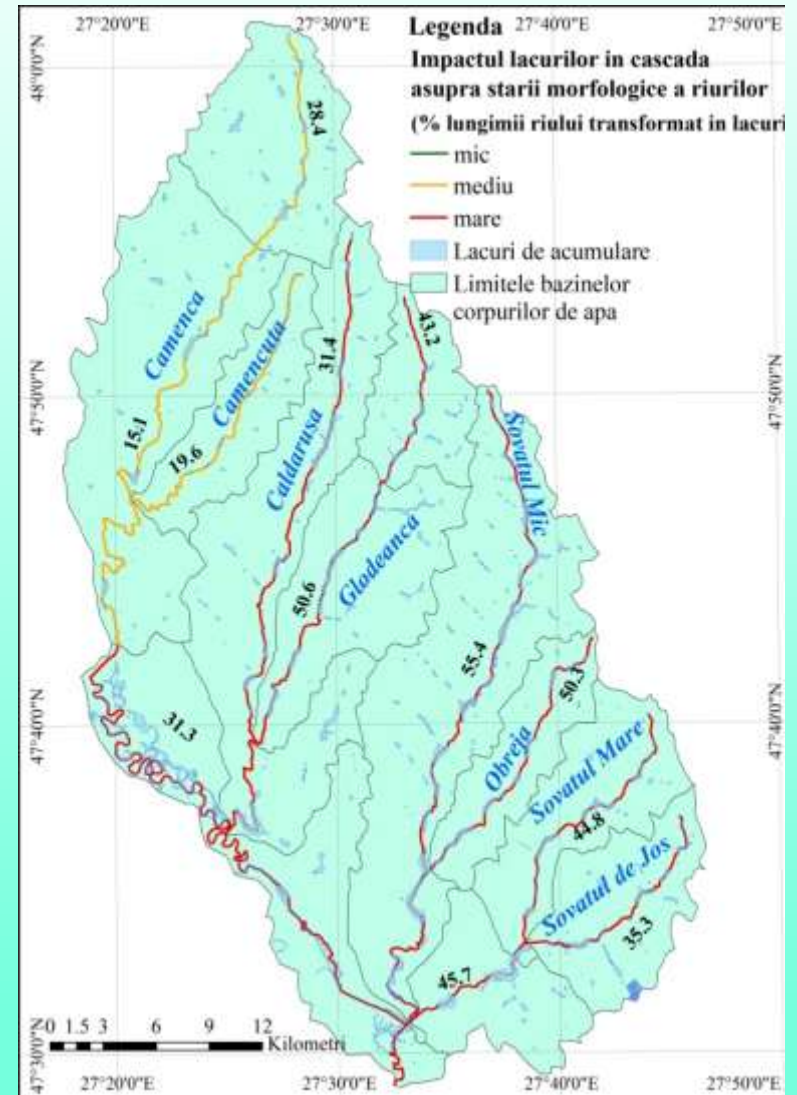 27°20'0"E
27°30'0"E
27°40'0"E
27°50'0"E
Legenda
Impactul lacurilor in cascada
asupra starii morfologice a riurilor
(% lungimii riului transformat in lacuri
mic
mediu
mare
Lacuri de acumulare
Limitele bazinelor
corpurilor de apa
48°0'0"N
47°50'0"N
47°40'0"N
47°30'0"N
47°50'0"N
47°40'0"N
28.4
Camenca
15.1
Camencuta
19.6
31.4
Caldarusa
43.2
Glodeanca
50.6
Sovatul Mic
55.4
Obreja
50.3
Sovatul Mare
44.8
Sovatul de Jos
35.3
31.3
45.7
0 1.5 3 6 9 12
Kilometri
27°20'0"E
27°30'0"E
27°40'0"E
27°50'0"E